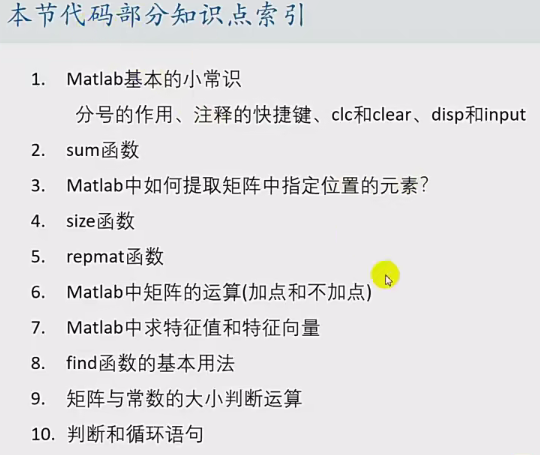 本节代码部分知识点索引
1. Matlab基本的小常识
分号的作用、注释的快捷键、clc和clear、disp和input
2. sum函数
3. Matlab中如何提取矩阵中指定位置的元素?
4. size函数
5. repmat函数
6. Matlab中矩阵的运算(加点和不加点)
7. Matlab中求特征值和特征向量
8. find函数的基本用法
9. 矩阵与常数的大小判断运算
10. 判断和循环语句